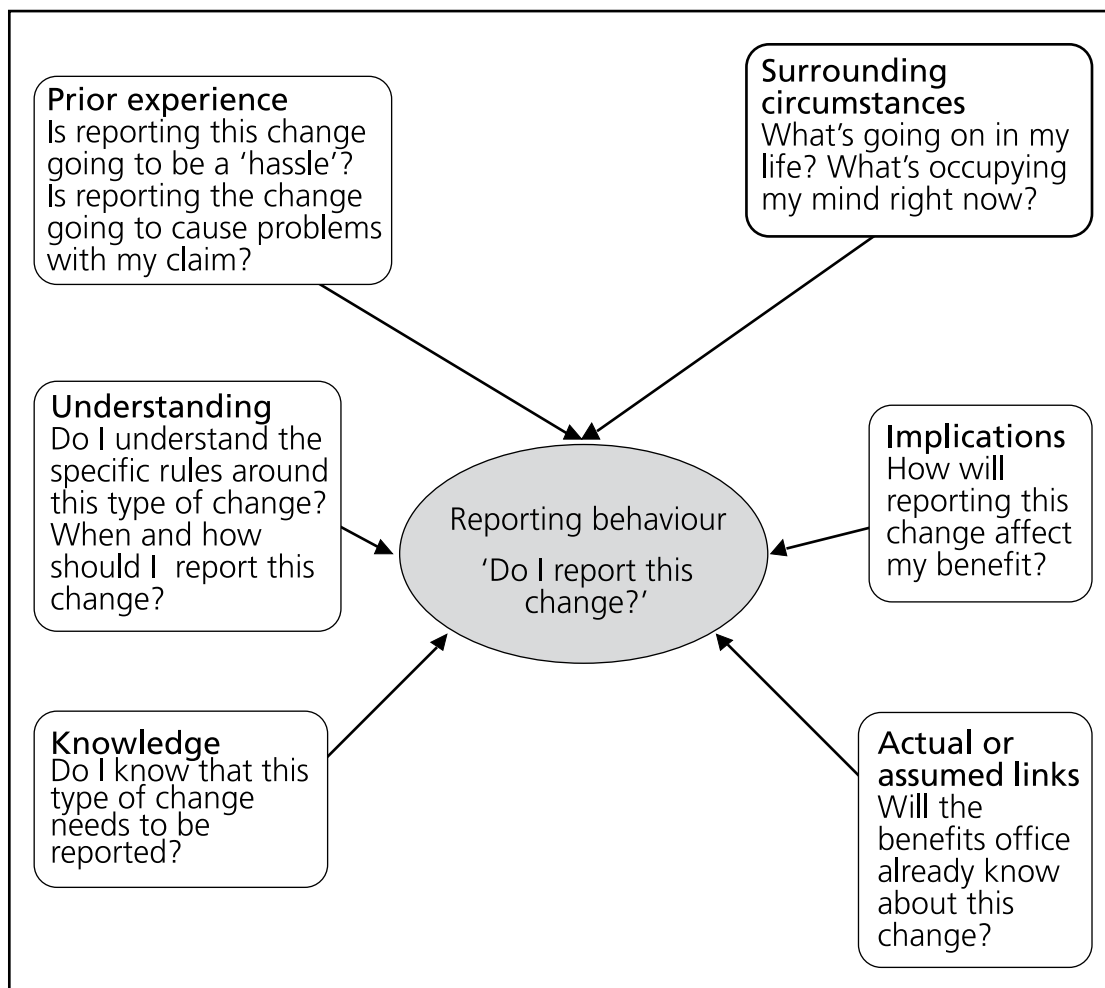 Prior experience
Is reporting this change
going to be a ‘hassle’?
Is reporting the change
going to cause problems
with my claim?
Surrounding
circumstances
What’s going on in my
life? What’s occupying
my mind right now?
Understanding
Do I understand the
specific rules around
this type of change?
When and how
should I report this
change?
Reporting behaviour
‘Do I report this
change?’
Implications
How will
reporting this
change affect
my benefit?
Knowledge
Do I know that this
type of change
needs to be
reported?
Actual or
assumed links
Will the
benefits office
already know
about this
change?